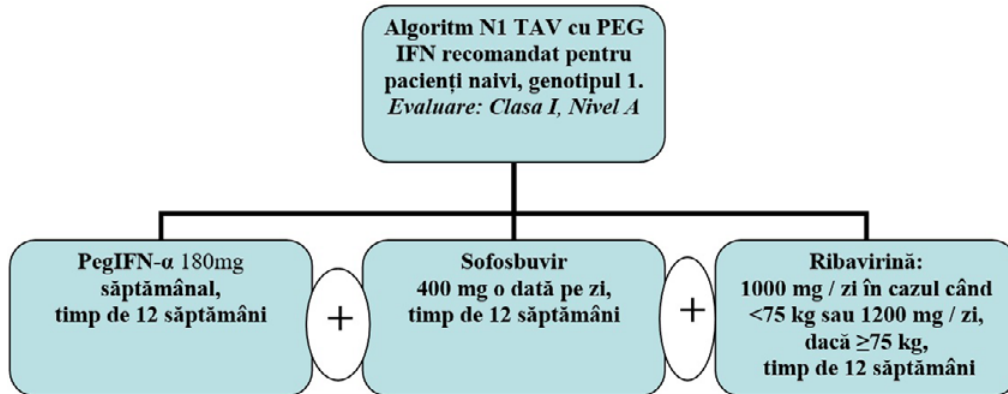 Algoritm N1 TAV cu PEG
IFN recomandat pentru
pacienți naivi, genotipul 1.
Evaluare: Clasa I, Nivel A
PegIFN-α 180mg
săptămânal,
timp de 12 săptămâni
+
Sofosbuvir
400 mg o dată pe zi,
timp de 12 săptămâni
+
Ribavirină:
1000 mg / zi în cazul când
<75 kg sau 1200 mg / zi,
dacă ≥75 kg,
timp de 12 săptămâni